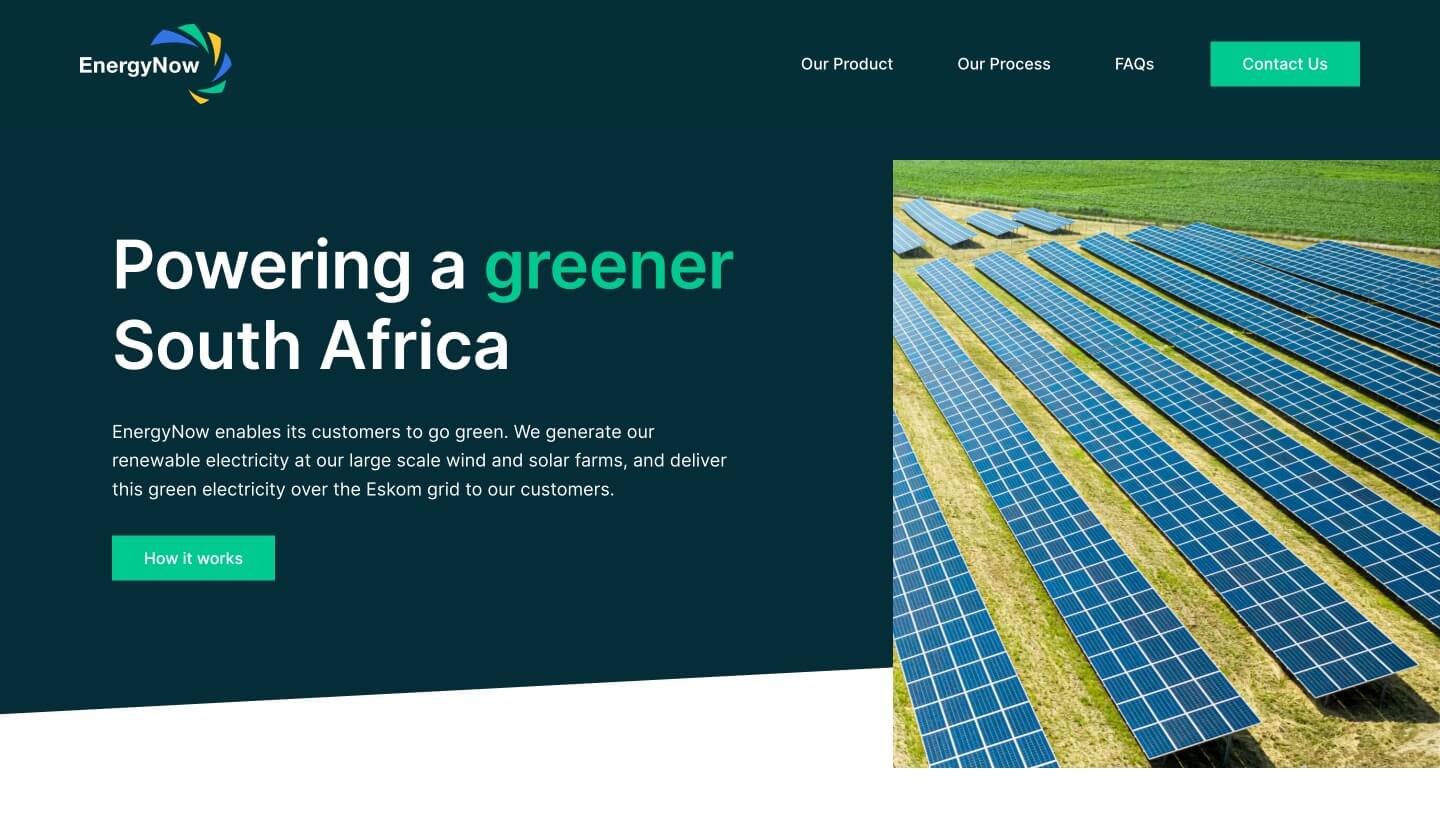 EnergyNow
Our Product
Our Process
FAQs
Contact Us
Powering a greener
South Africa
EnergyNow enables its customers to go green. We generate our
renewable electricity at our large scale wind and solar farms, and deliver
this green electricity over the Eskom grid to our customers.
How it works